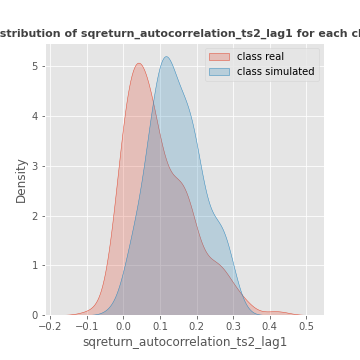 stribution of sqreturn_autocorrelation_ts2_lag1 for each cl
class real
class simulated
5
4
3
2
1
0
Density
−0.2 −0.1 0.0 0.1 0.2 0.3 0.4 0.5
sqreturn_autocorrelation_ts2_lag1